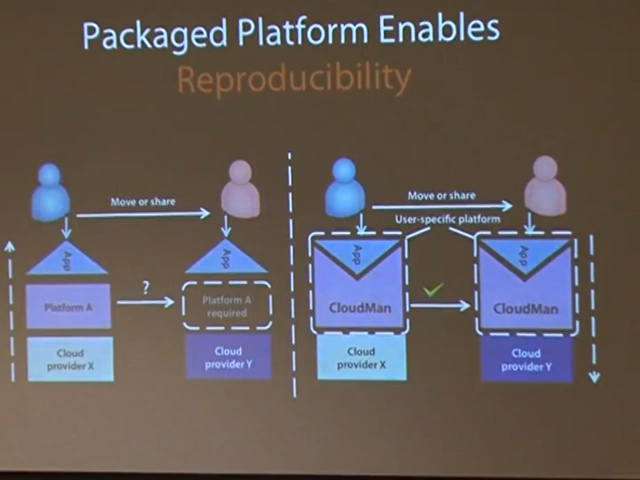 Packaged Platform Enables
Reproducibility
Move or share
App
App
Platform A
?
Platform A
required
Cloud
provider X
Cloud
provider Y
Move or share
User-specific platform
App
App
CloudMan
CloudMan
Cloud
provider X
Cloud
provider Y